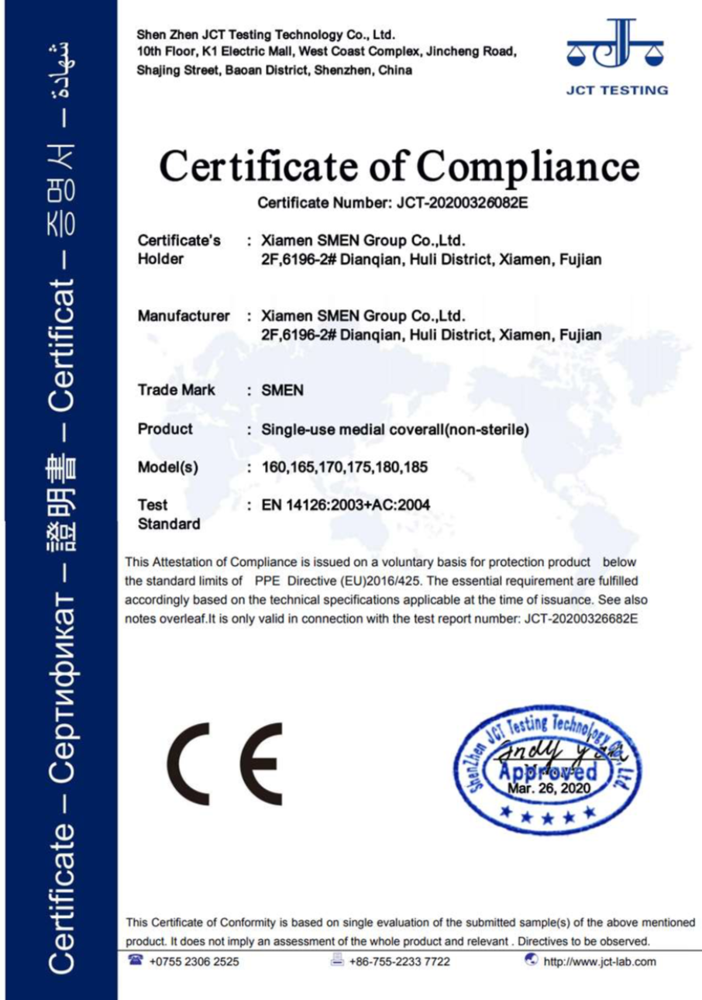 Shen Zhen JCT Testing Technology Co., Ltd.
10th Floor, K1 Electric Mall, West Coast Complex, Jincheng Road,
Shajing Street, Baoan District, Shenzhen, China
JCT TESTING
Certificate – Сертификат – 證明書 – Certificat – 증명서 – شهادة
Certificate of Compliance
Certificate Number: JCT-20200326082E
Certificate's : Xiamen SMEN Group Co.,Ltd.
Holder 2F,6196-2# Dianqian, Huli District, Xiamen, Fujian
Manufacturer : Xiamen SMEN Group Co.,Ltd.
2F,6196-2# Dianqian, Huli District, Xiamen, Fujian
Trade Mark : SMEN
Product : Single-use medial coverall(non-sterile)
Model(s) : 160,165,170,175,180,185
Test : EN 14126:2003+AC:2004
Standard
This Attestation of Compliance is issued on a voluntary basis for protection product below
the standard limits of PPE Directive (EU)2016/425. The essential requirement are fulfilled
accordingly based on the technical specifications applicable at the time of issuance. See also
notes overleaf.It is only valid in connection with the test report number: JCT-20200326682E
CE
ShenZhen JCT Testing Technology Co., Ltd.
Andy
Approved
Mar. 26, 2020
This Certificate of Conformity is based on single evaluation of the submitted sample(s) of the above mentioned
product. It does not imply an assessment of the whole product and relevant . Directives to be observed.
+0755 2306 2525 +86-755-2233 7722 http://www.jct-lab.com